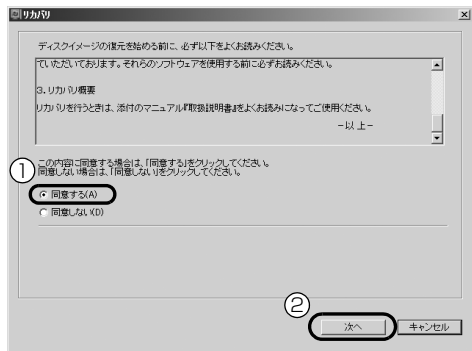 リカバリ
ディスクイメージの復元を始める前に、必ず以下をよくお読みください。
ていただいております。それらのソフトウェアを使用する前に必ずお読みください。
3. リカバリ概要
リカバリを行うときは、添付のマニュアル『取扱説明書』をよくお読みになってご使用ください。
－以 上－
①
この内容に同意する場合は、「同意する」をクリックしてください。
同意しない場合は、「同意しない」をクリックしてください。
同意する(A)
同意しない(D)
②
次へ
キャンセル